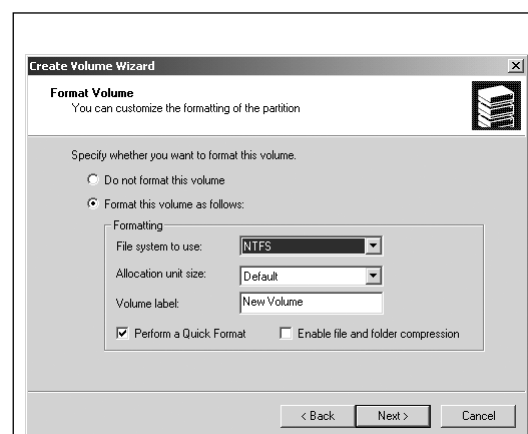 Create Volume Wizard
Format Volume
You can customize the formatting of the partition
Specify whether you want to format this volume.
Do not format this volume
Format this volume as follows:
Formatting
File system to use: NTFS
Allocation unit size: Default
Volume label: New Volume
Perform a Quick Format Enable file and folder compression
< Back Next > Cancel